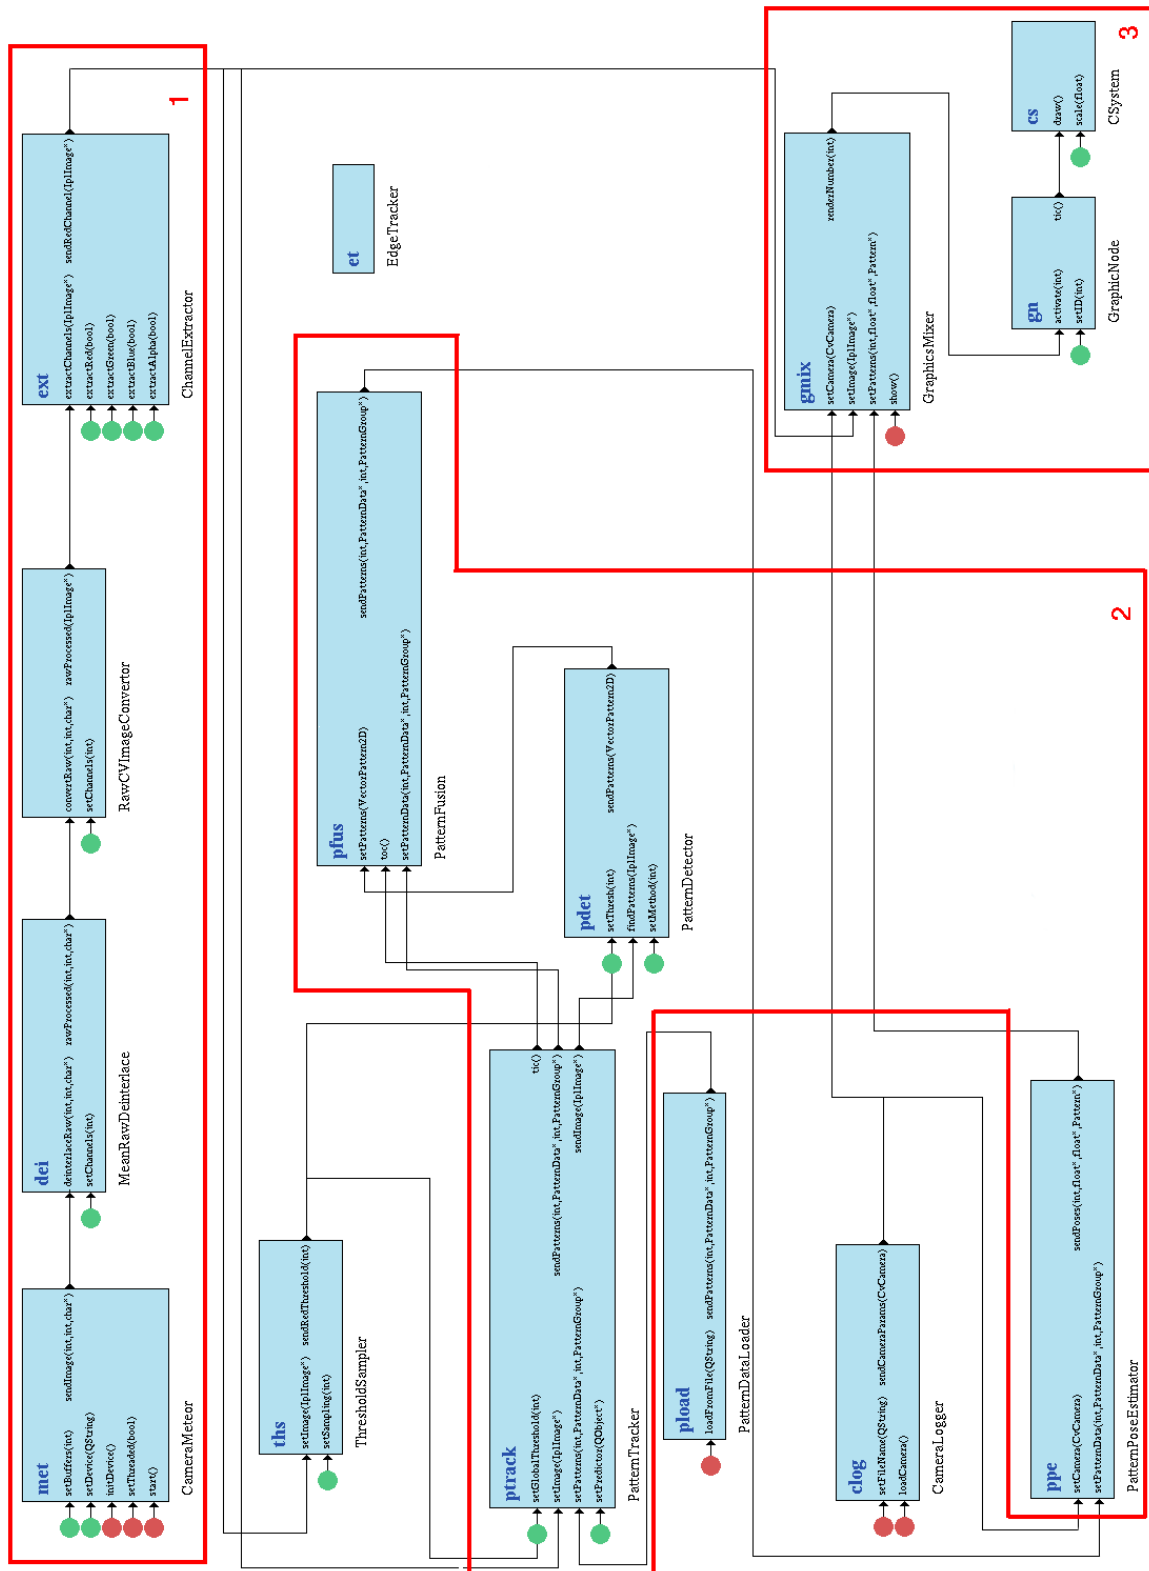 1
met
setBuffers(int)
sendImage(int,int,char*)
setDevice(QString)
initDevice()
setThreaded(bool)
start()
CameraMeteor
dei
deinterlaceRaw(int,int,char*)
rawProcessed(int,int,char*)
setChannels(int)
MeanRawDeinterlace
convertRaw(int,int,char*)
rawProcessed(IplImage*)
setChannels(int)
RawCVImageConvertor
ext
extractChannels(IplImage*)
sendRedChannel(IplImage*)
extractRed(bool)
extractGreen(bool)
extractBlue(bool)
extractAlpha(bool)
ChannelExtractor
ths
setImage(IplImage*)
sendRedThreshold(int)
setSampling(int)
ThresholdSampler
et
EdgeTracker
2
pfus
setPatterns(VectorPattern2D)
sendPatterns(int,PatternData*,int,PatternGroup*)
toc()
setPatternData(int,PatternData*,int,PatternGroup*)
PatternFusion
ptrack
setGlobalThreshold(int)
tic()
setImage(IplImage*)
sendPatterns(int,PatternData*,int,PatternGroup*)
setPatterns(int,PatternData*,int,PatternGroup*)
sendImage(IplImage*)
setPredictor(QObject*)
PatternTracker
pdet
setThresh(int)
sendPatterns(VectorPattern2D)
findPatterns(IplImage*)
setMethod(int)
PatternDetector
pload
loadFromFile(QString)
sendPatterns(int,PatternData*,int,PatternGroup*)
PatternDataLoader
clog
setFileName(QString)
sendCameraParams(CvCamera)
loadCamera()
CameraLogger
ppe
setCamera(CvCamera)
sendPoses(int,float*,float*,Pattern*)
setPatternData(int,PatternData*,int,PatternGroup*)
PatternPoseEstimator
3
gmix
setCamera(CvCamera)
renderNumber(int)
setImage(IplImage*)
setPatterns(int,float*,float*,Pattern*)
show()
GraphicsMixer
gn
activate(int)
tic()
setID(int)
GraphicNode
cs
draw()
scale(float)
CSystem